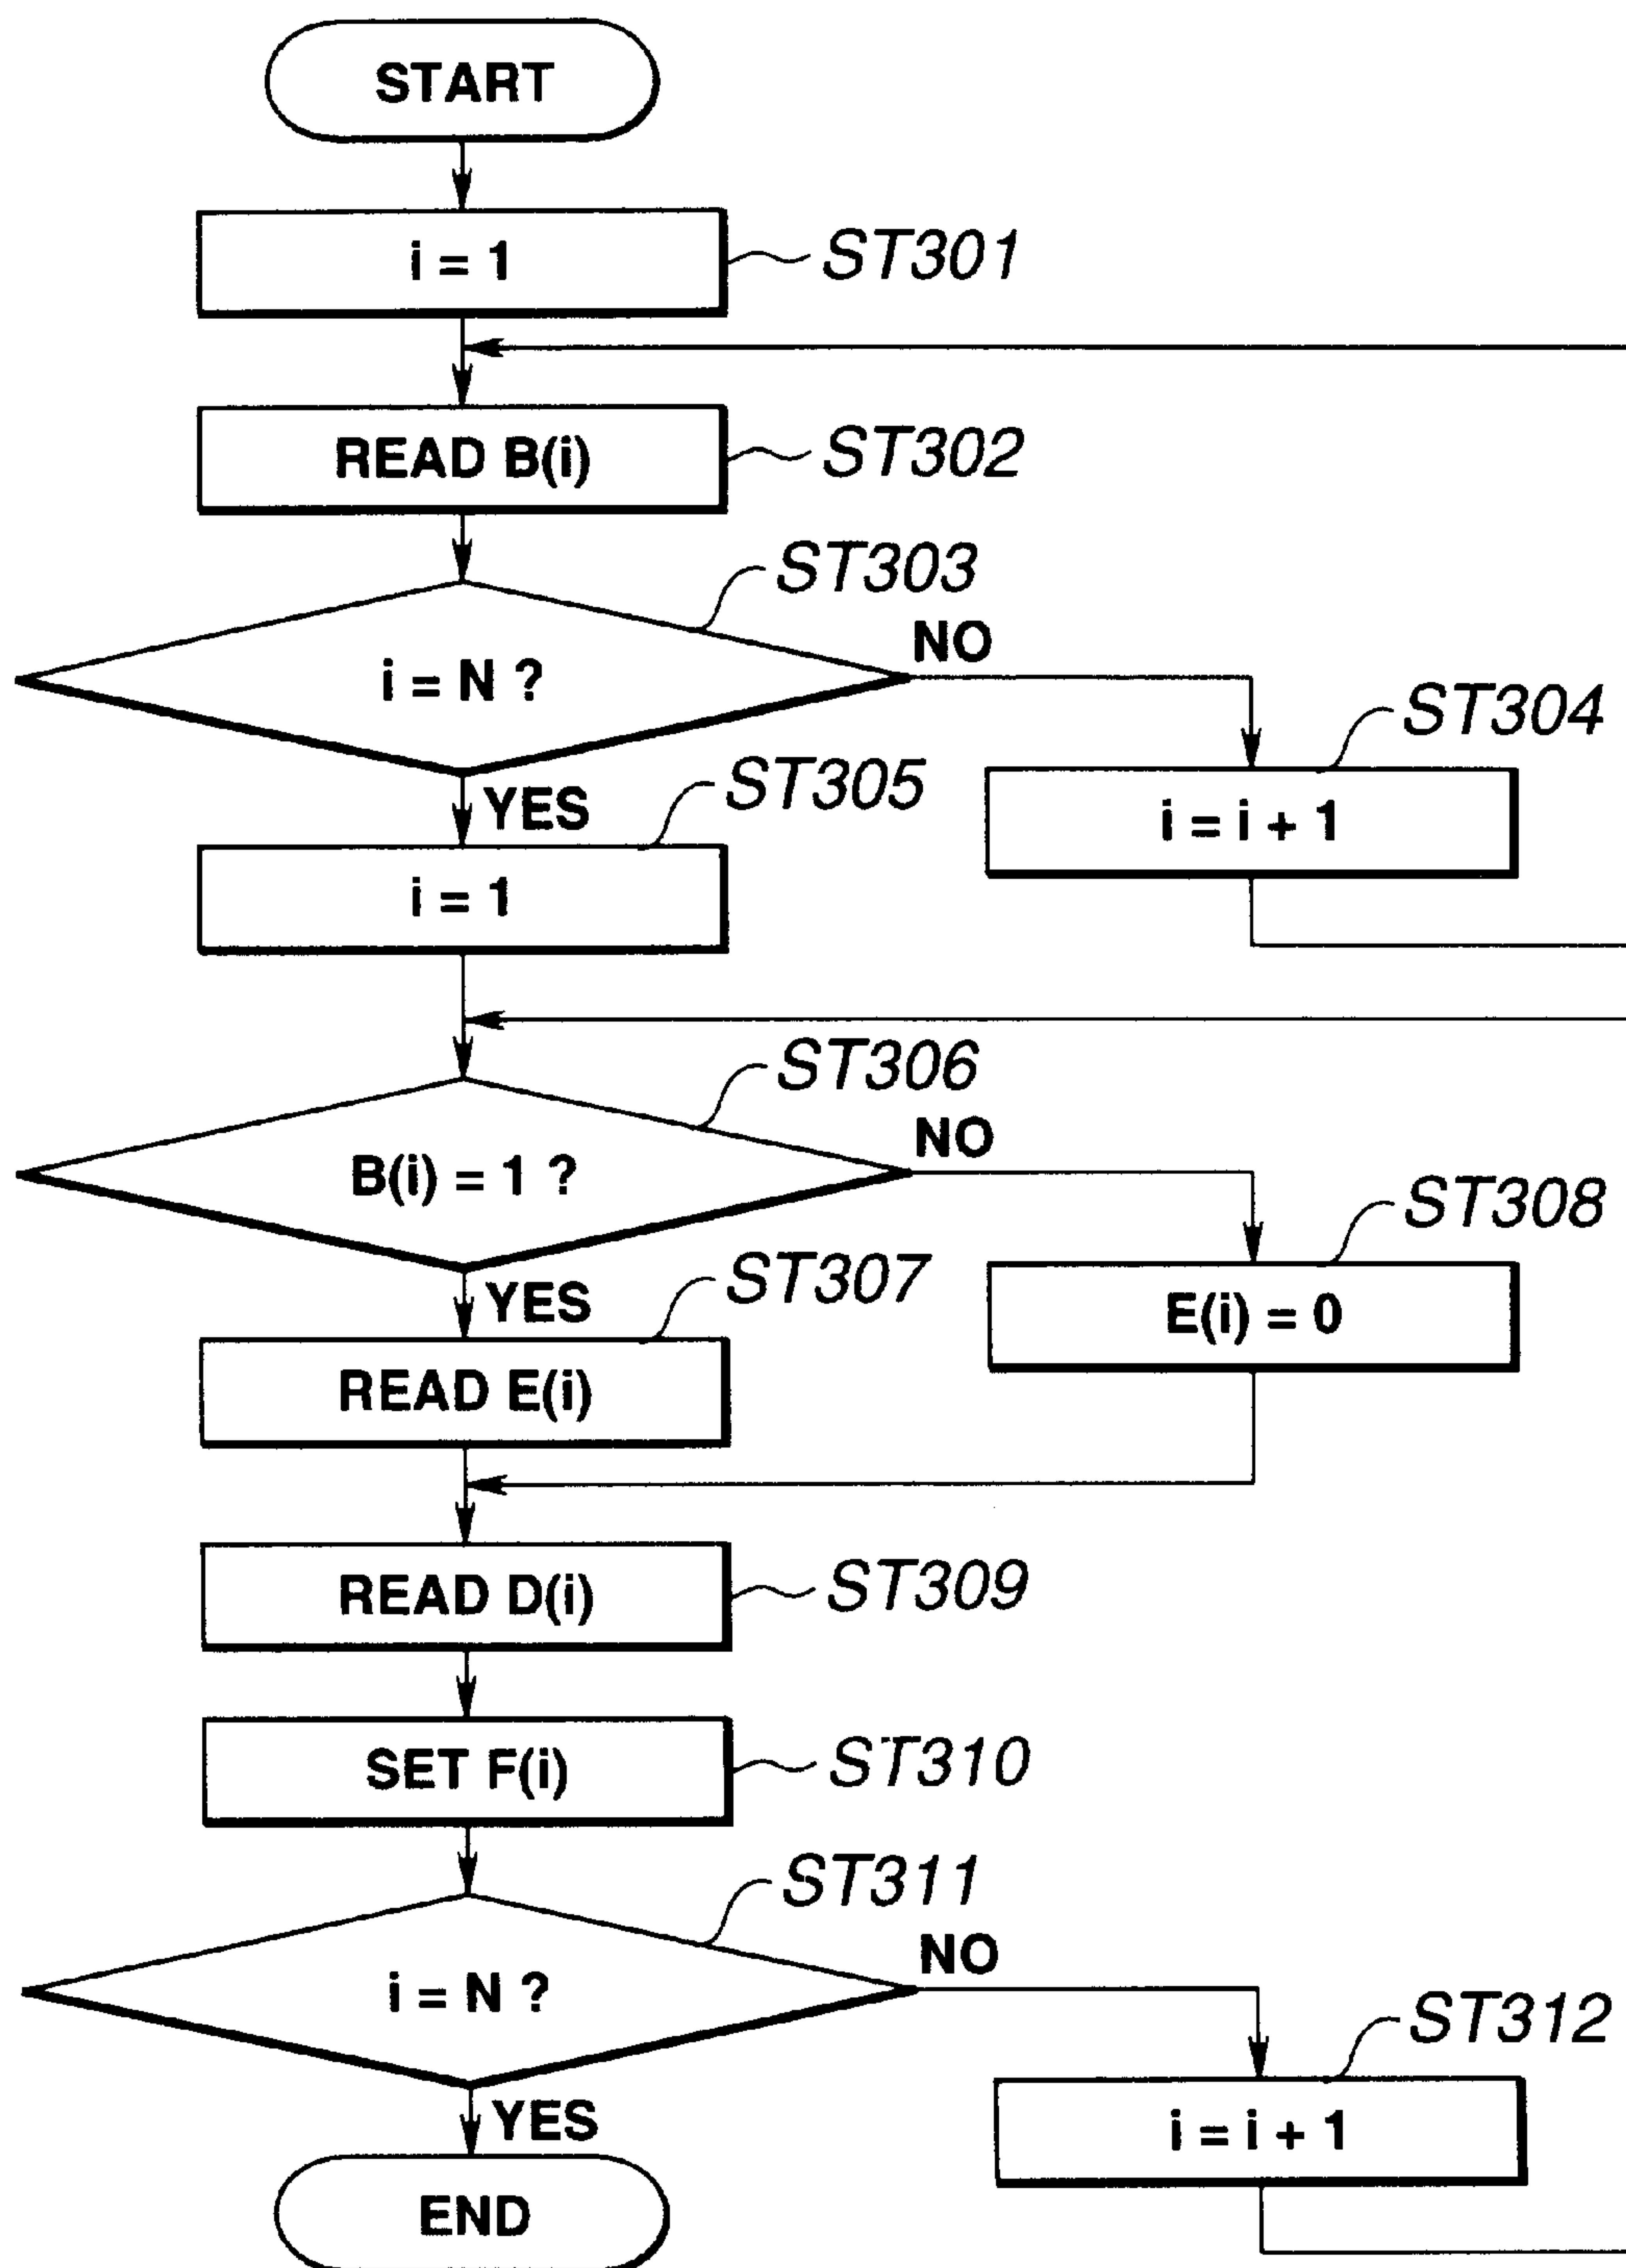 START
i = 1
ST301
READ B(i)
ST302
ST303
i = N ?
NO
ST304
i = i + 1
YES
ST305
i = 1
ST306
B(i) = 1 ?
NO
ST308
E(i) = 0
YES
ST307
READ E(i)
READ D(i)
ST309
SET F(i)
ST310
ST311
i = N ?
NO
ST312
i = i + 1
YES
END